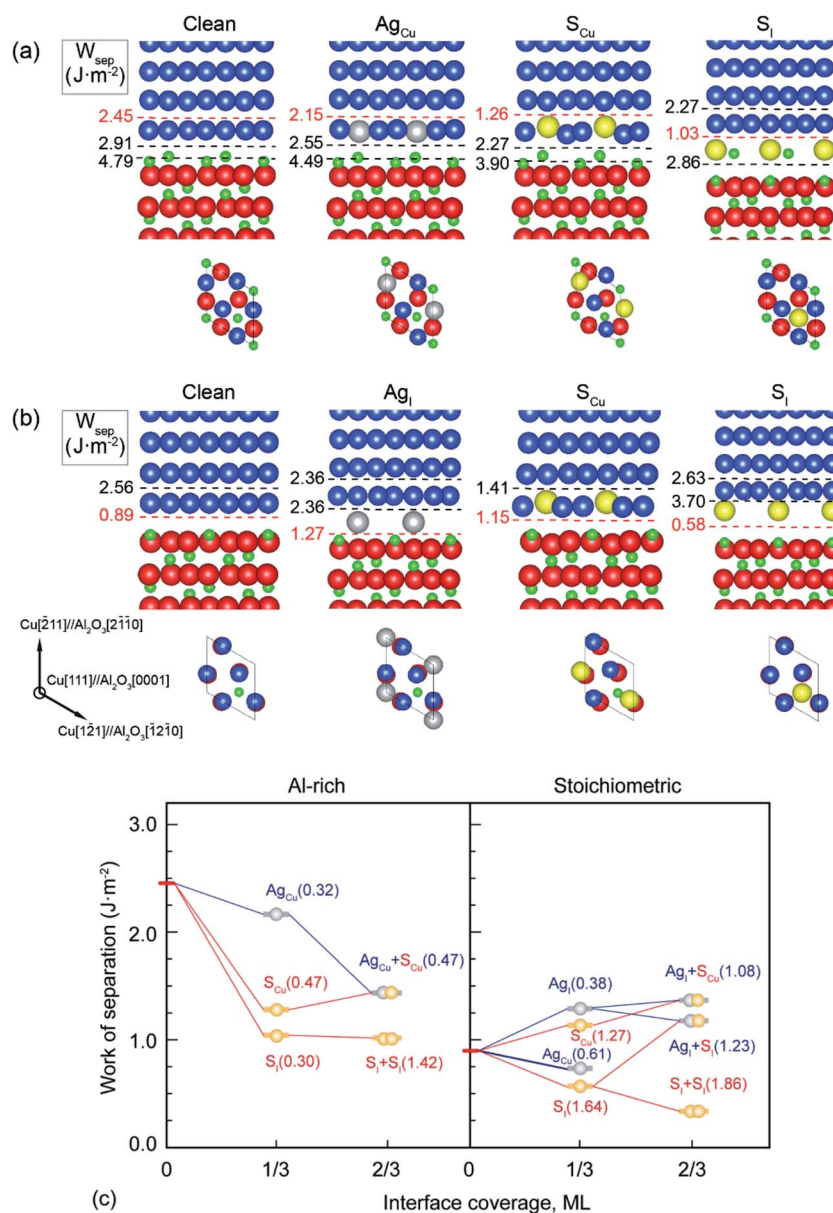 Clean Ag_Cu S_Cu S_I
(a) W_sep (J·m⁻²)
2.45 2.15 1.26 2.27
2.91 2.55 2.27 1.03
4.79 4.49 3.90 2.86
Clean Ag_I S_Cu S_I
(b) W_sep (J·m⁻²)
2.56 2.36 1.41 2.63
0.89 2.36 1.15 3.70
1.27 0.58
Cu[2̄11]//Al₂O₃[21̄1̄0]
Cu[111]//Al₂O₃[0001]
Cu[12̄1]//Al₂O₃[1̄21̄0]
Al-rich Stoichiometric
Work of separation (J·m⁻²)
3.0
2.0
1.0
0.0
Ag_Cu(0.32)
Ag_Cu+S_Cu(0.47)
S_Cu(0.47)
S_I(0.30) S_I+S_I(1.42)
Ag_I(0.38) Ag_I+S_Cu(1.08)
S_Cu(1.27)
Ag_Cu(0.61) Ag_I+S_I(1.23)
S_I(1.64) S_I+S_I(1.86)
0 1/3 2/3 0 1/3 2/3
(c) Interface coverage, ML